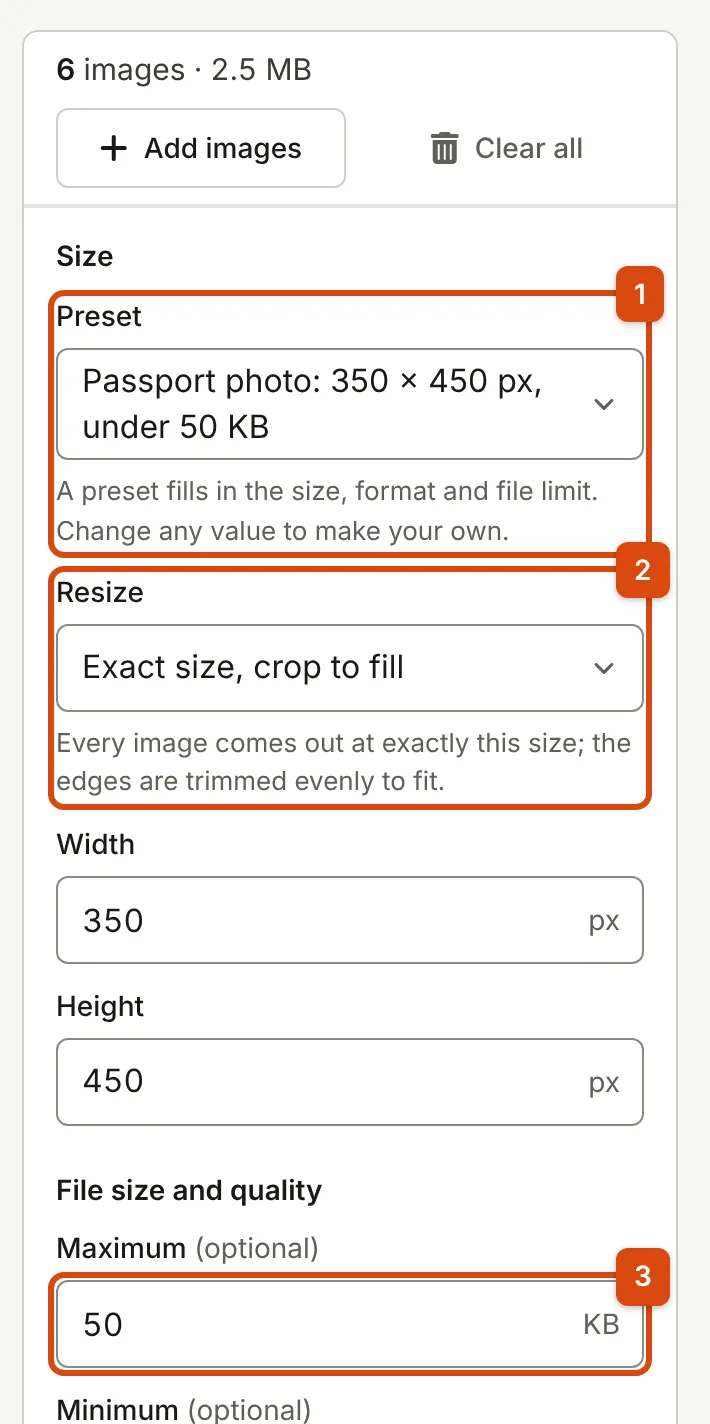 6 images · 2.5 MB
Add images
Clear all
Size
1
Preset
Passport photo: 350 × 450 px,
under 50 KB
A preset fills in the size, format and file limit.
Change any value to make your own.
2
Resize
Exact size, crop to fill
Every image comes out at exactly this size; the
edges are trimmed evenly to fit.
Width
350 px
Height
450 px
File size and quality
Maximum (optional)
3
50 KB
Minimum (optional)